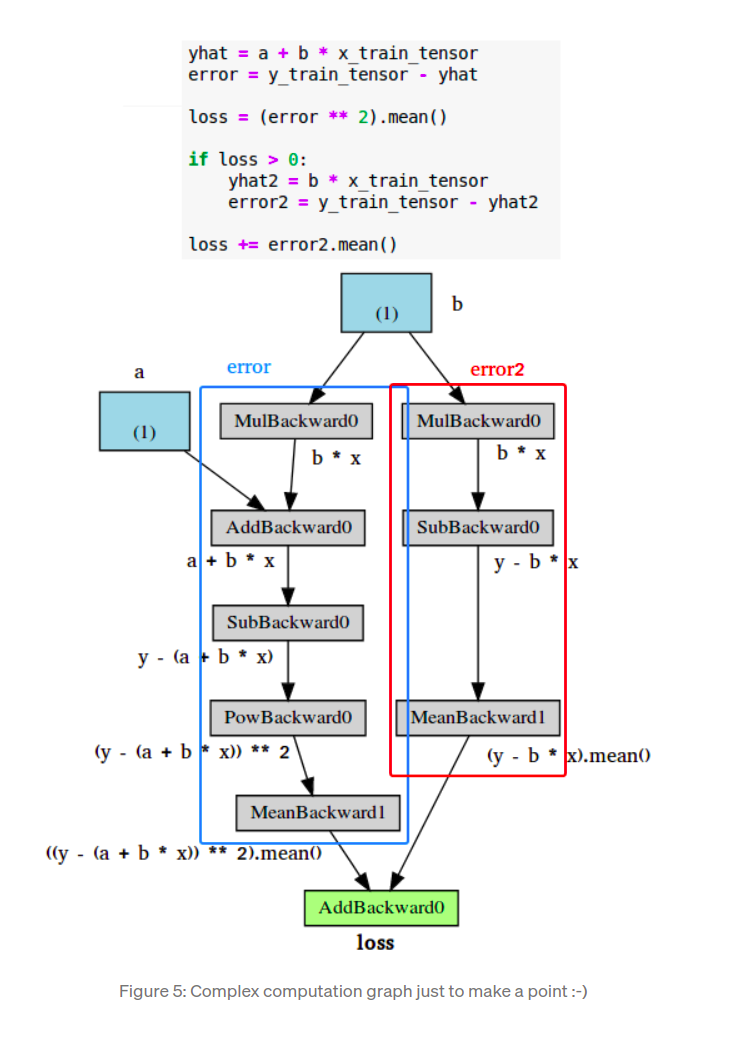 yhat = a + b * x_train_tensor
error = y_train_tensor - yhat
loss = (error ** 2).mean()
if loss > 0:
    yhat2 = b * x_train_tensor
    error2 = y_train_tensor - yhat2
loss += error2.mean()
(1)
b
error
error2
a
(1)
MulBackward0
MulBackward0
b * x
b * x
AddBackward0
SubBackward0
a + b * x
y - b * x
SubBackward0
y - (a + b * x)
PowBackward0
MeanBackward1
(y - (a + b * x)) ** 2
(y - b * x).mean()
MeanBackward1
((y - (a + b * x)) ** 2).mean()
AddBackward0
loss
Figure 5: Complex computation graph just to make a point :-)